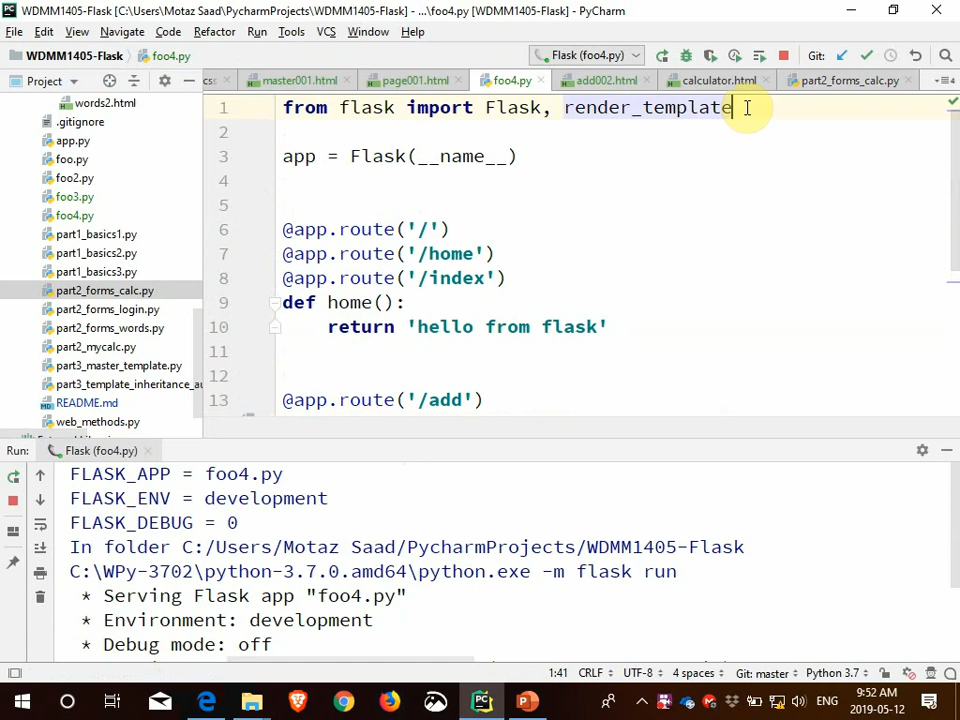 WDMM1405-Flask [C:\Users\Motaz Saad\PycharmProjects\WDMM1405-Flask] - ...\foo4.py [WDMM1405-Flask] - PyCharm
File Edit View Navigate Code Refactor Run Tools VCS Window Help
WDMM1405-Flask foo4.py Flask (foo4.py) Git:
Project css master001.html page001.html foo4.py add002.html calculator.html part2_forms_calc.py 4
words2.html
.gitignore
app.py
foo.py
foo2.py
foo3.py
foo4.py
part1_basics1.py
part1_basics2.py
part1_basics3.py
part2_forms_calc.py
part2_forms_login.py
part2_forms_words.py
part2_mycalc.py
part3_master_template.py
part3_template_inheritance_au
README.md
web_methods.py
1 from flask import Flask, render_template
2
3 app = Flask(__name__)
4
5
6 @app.route('/')
7 @app.route('/home')
8 @app.route('/index')
9 def home():
10 return 'hello from flask'
11
12
13 @app.route('/add')
Run: Flask (foo4.py)
FLASK_APP = foo4.py
FLASK_ENV = development
FLASK_DEBUG = 0
In folder C:/Users/Motaz Saad/PycharmProjects/WDMM1405-Flask
C:\WPy-3702\python-3.7.0.amd64\python.exe -m flask run
* Serving Flask app "foo4.py"
* Environment: development
* Debug mode: off
1:41 CRLF UTF-8 4 spaces Git: master Python 3.7
ENG
9:52 AM
2019-05-12